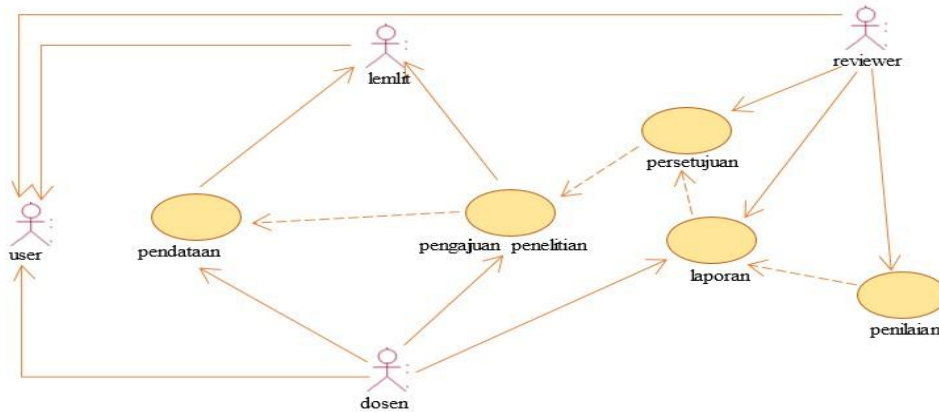 lemlit
reviewer
persetujuan
user
pendataan
pengajuan penelitian
laporan
penilaian
dosen